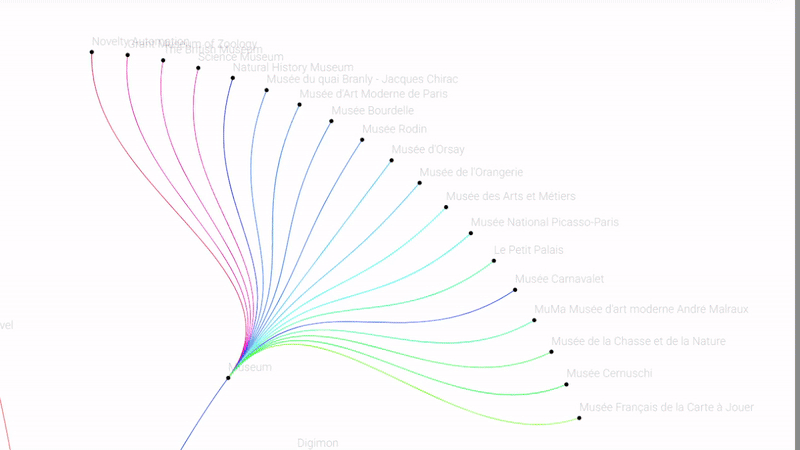 Novelty Automation
Grant Museum of Zoology
The British Museum
Science Museum
Natural History Museum
Musée du quai Branly - Jacques Chirac
Musée d'Art Moderne de Paris
Musée Bourdelle
Musée Rodin
Musée d'Orsay
Musée de l'Orangerie
Musée des Arts et Métiers
Musée National Picasso-Paris
Le Petit Palais
Musée Carnavalet
MuMa Musée d'art moderne Andre Malraux
vel
Musée de la Chasse et de la Nature
Museum
Musée Cernuschi
Musée Français de la Carte à Jouer
Digimon